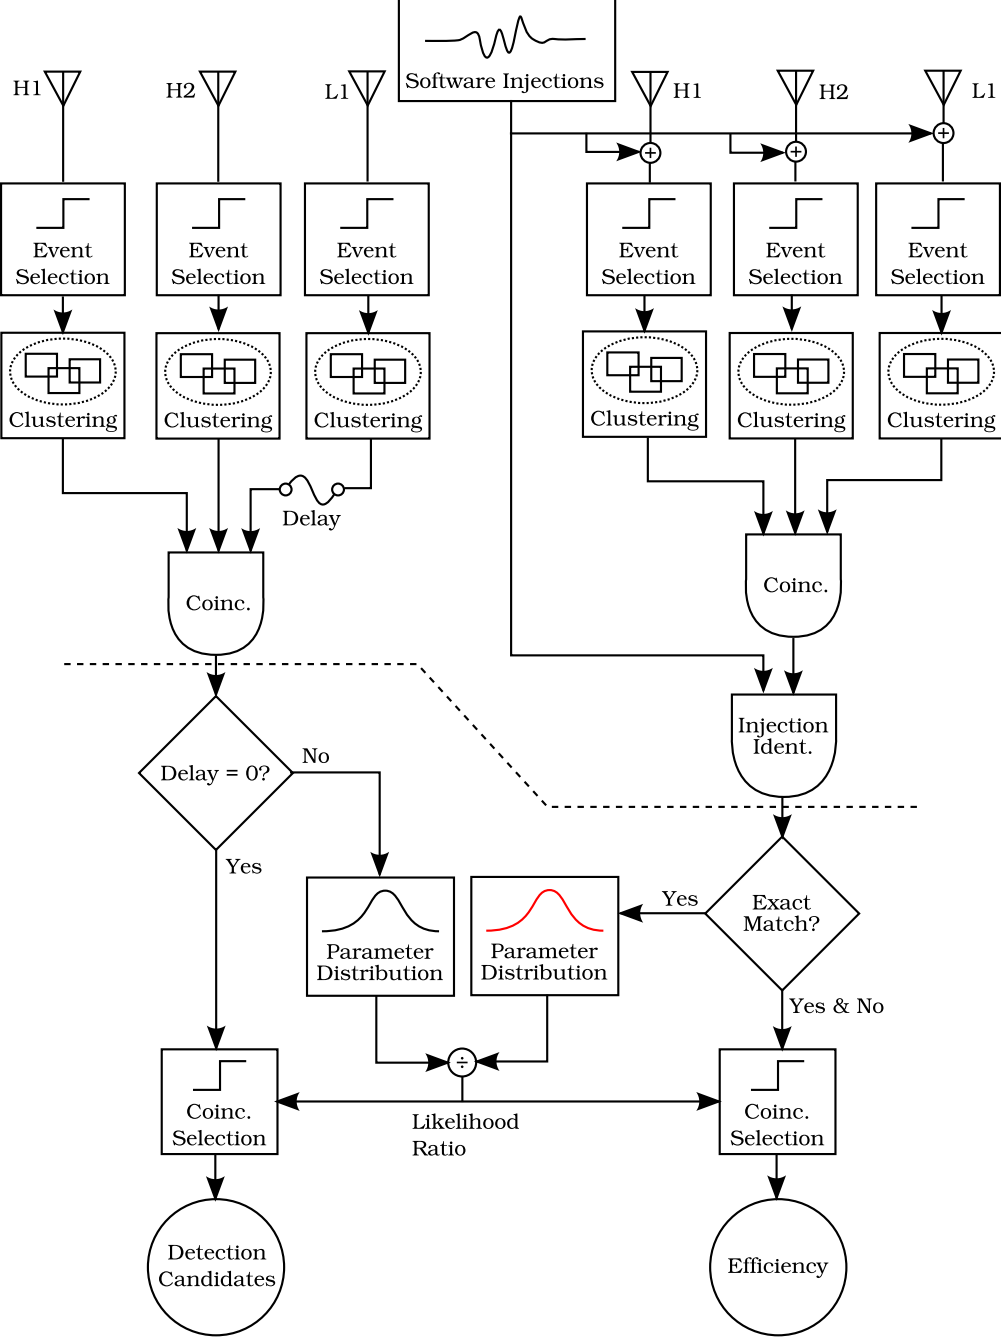 Software Injections
H1
H2
L1
H1
H2
L1
+
+
+
Event
Selection
Event
Selection
Event
Selection
Event
Selection
Event
Selection
Event
Selection
Clustering
Clustering
Clustering
Clustering
Clustering
Clustering
Delay
Coinc.
Coinc.
Injection
Ident.
Delay = 0?
No
Yes
Exact
Match?
Yes
Yes & No
Parameter
Distribution
Parameter
Distribution
÷
Likelihood
Ratio
Coinc.
Selection
Coinc.
Selection
Detection
Candidates
Efficiency